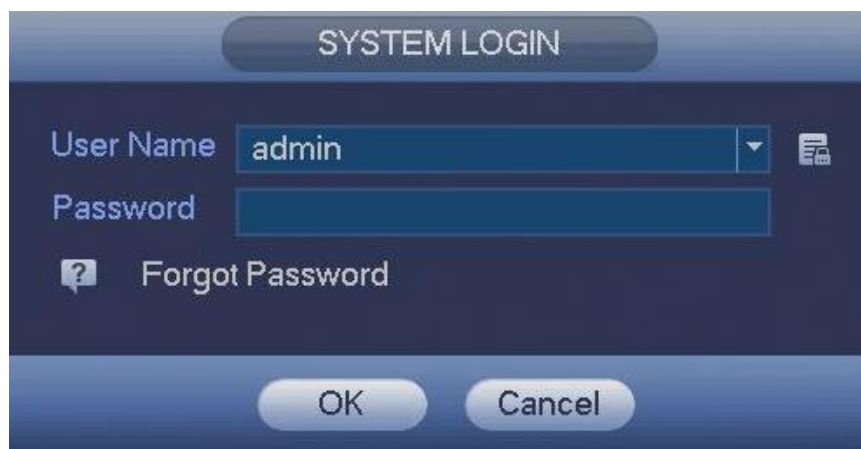 SYSTEM LOGIN
User Name admin
Password
? Forgot Password
OK Cancel